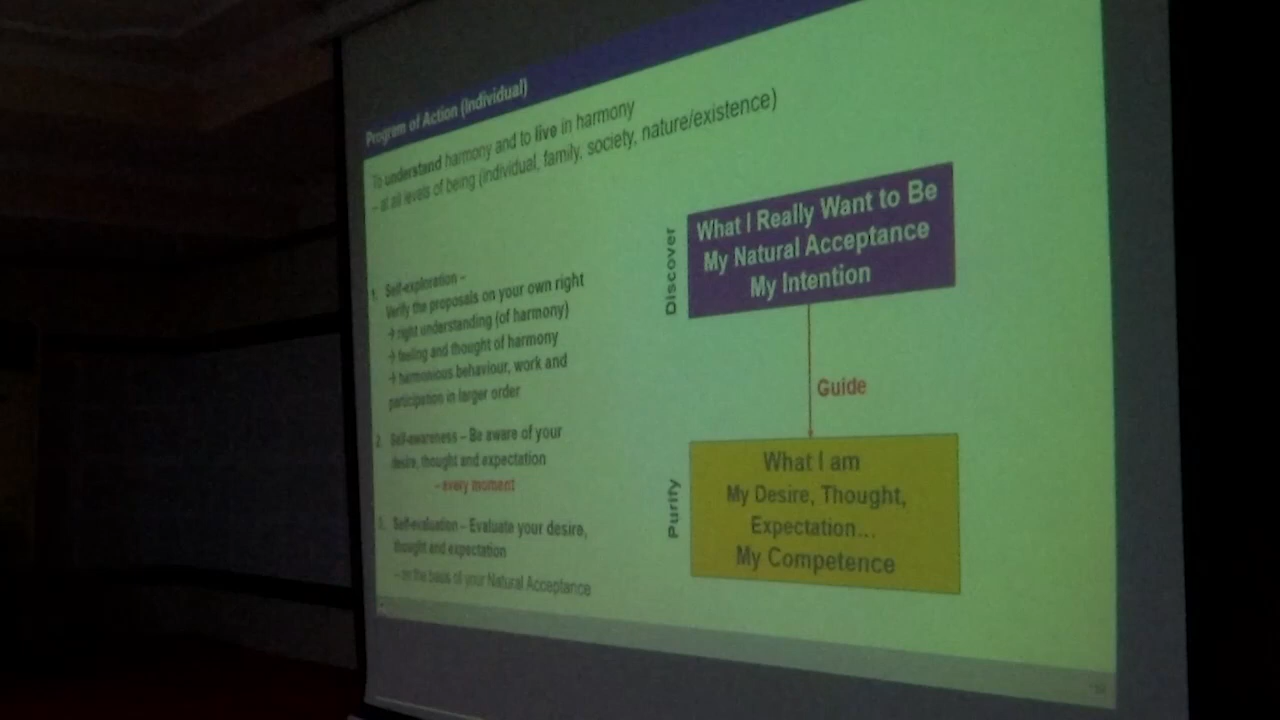 Program of Action (Individual)
To understand harmony and to live in harmony
– at all levels of being (individual, family, society, nature/existence)
1. Self-exploration –
Verify the proposals on your own right
→ right understanding (of harmony)
→ feeling and thought of harmony
→ harmonious behaviour, work and
participation in larger order
2. Self-awareness – Be aware of your
desire, thought and expectation
– every moment
3. Self-evaluation – Evaluate your desire,
thought and expectation
– on the basis of your Natural Acceptance
Discover
What I Really Want to Be
My Natural Acceptance
My Intention
Guide
Purify
What I am
My Desire, Thought,
Expectation...
My Competence